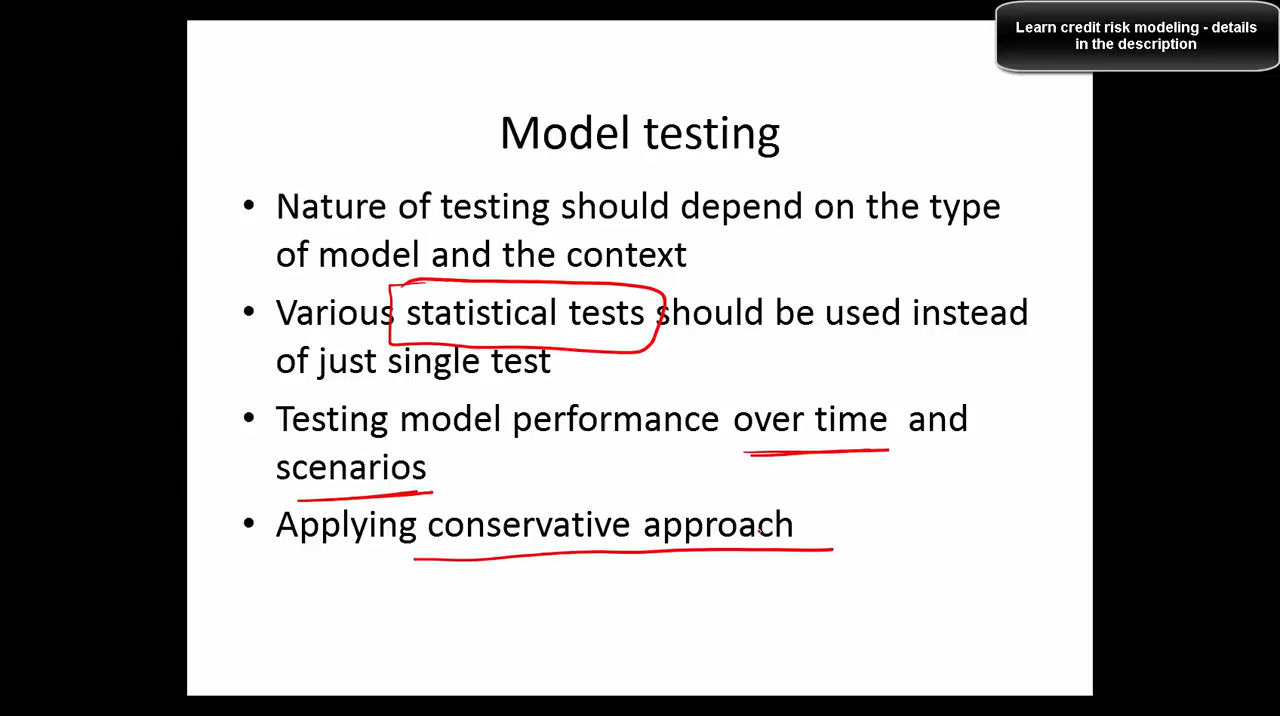 Learn credit risk modeling - details
in the description
Model testing
• Nature of testing should depend on the type
of model and the context
• Various statistical tests should be used instead
of just single test
• Testing model performance over time and
scenarios
• Applying conservative approach